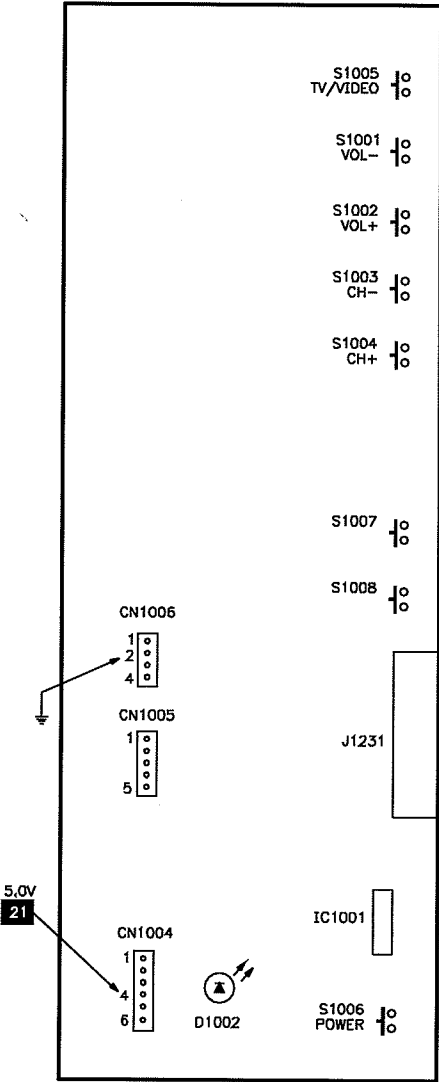 S1005
TV/VIDEO
S1001
VOL-
S1002
VOL+
S1003
CH-
S1004
CH+
S1007
S1008
CN1006
1
2
4
CN1005
1
5
J1231
5.0V
21
CN1004
1
4
6
D1002
IC1001
S1006
POWER